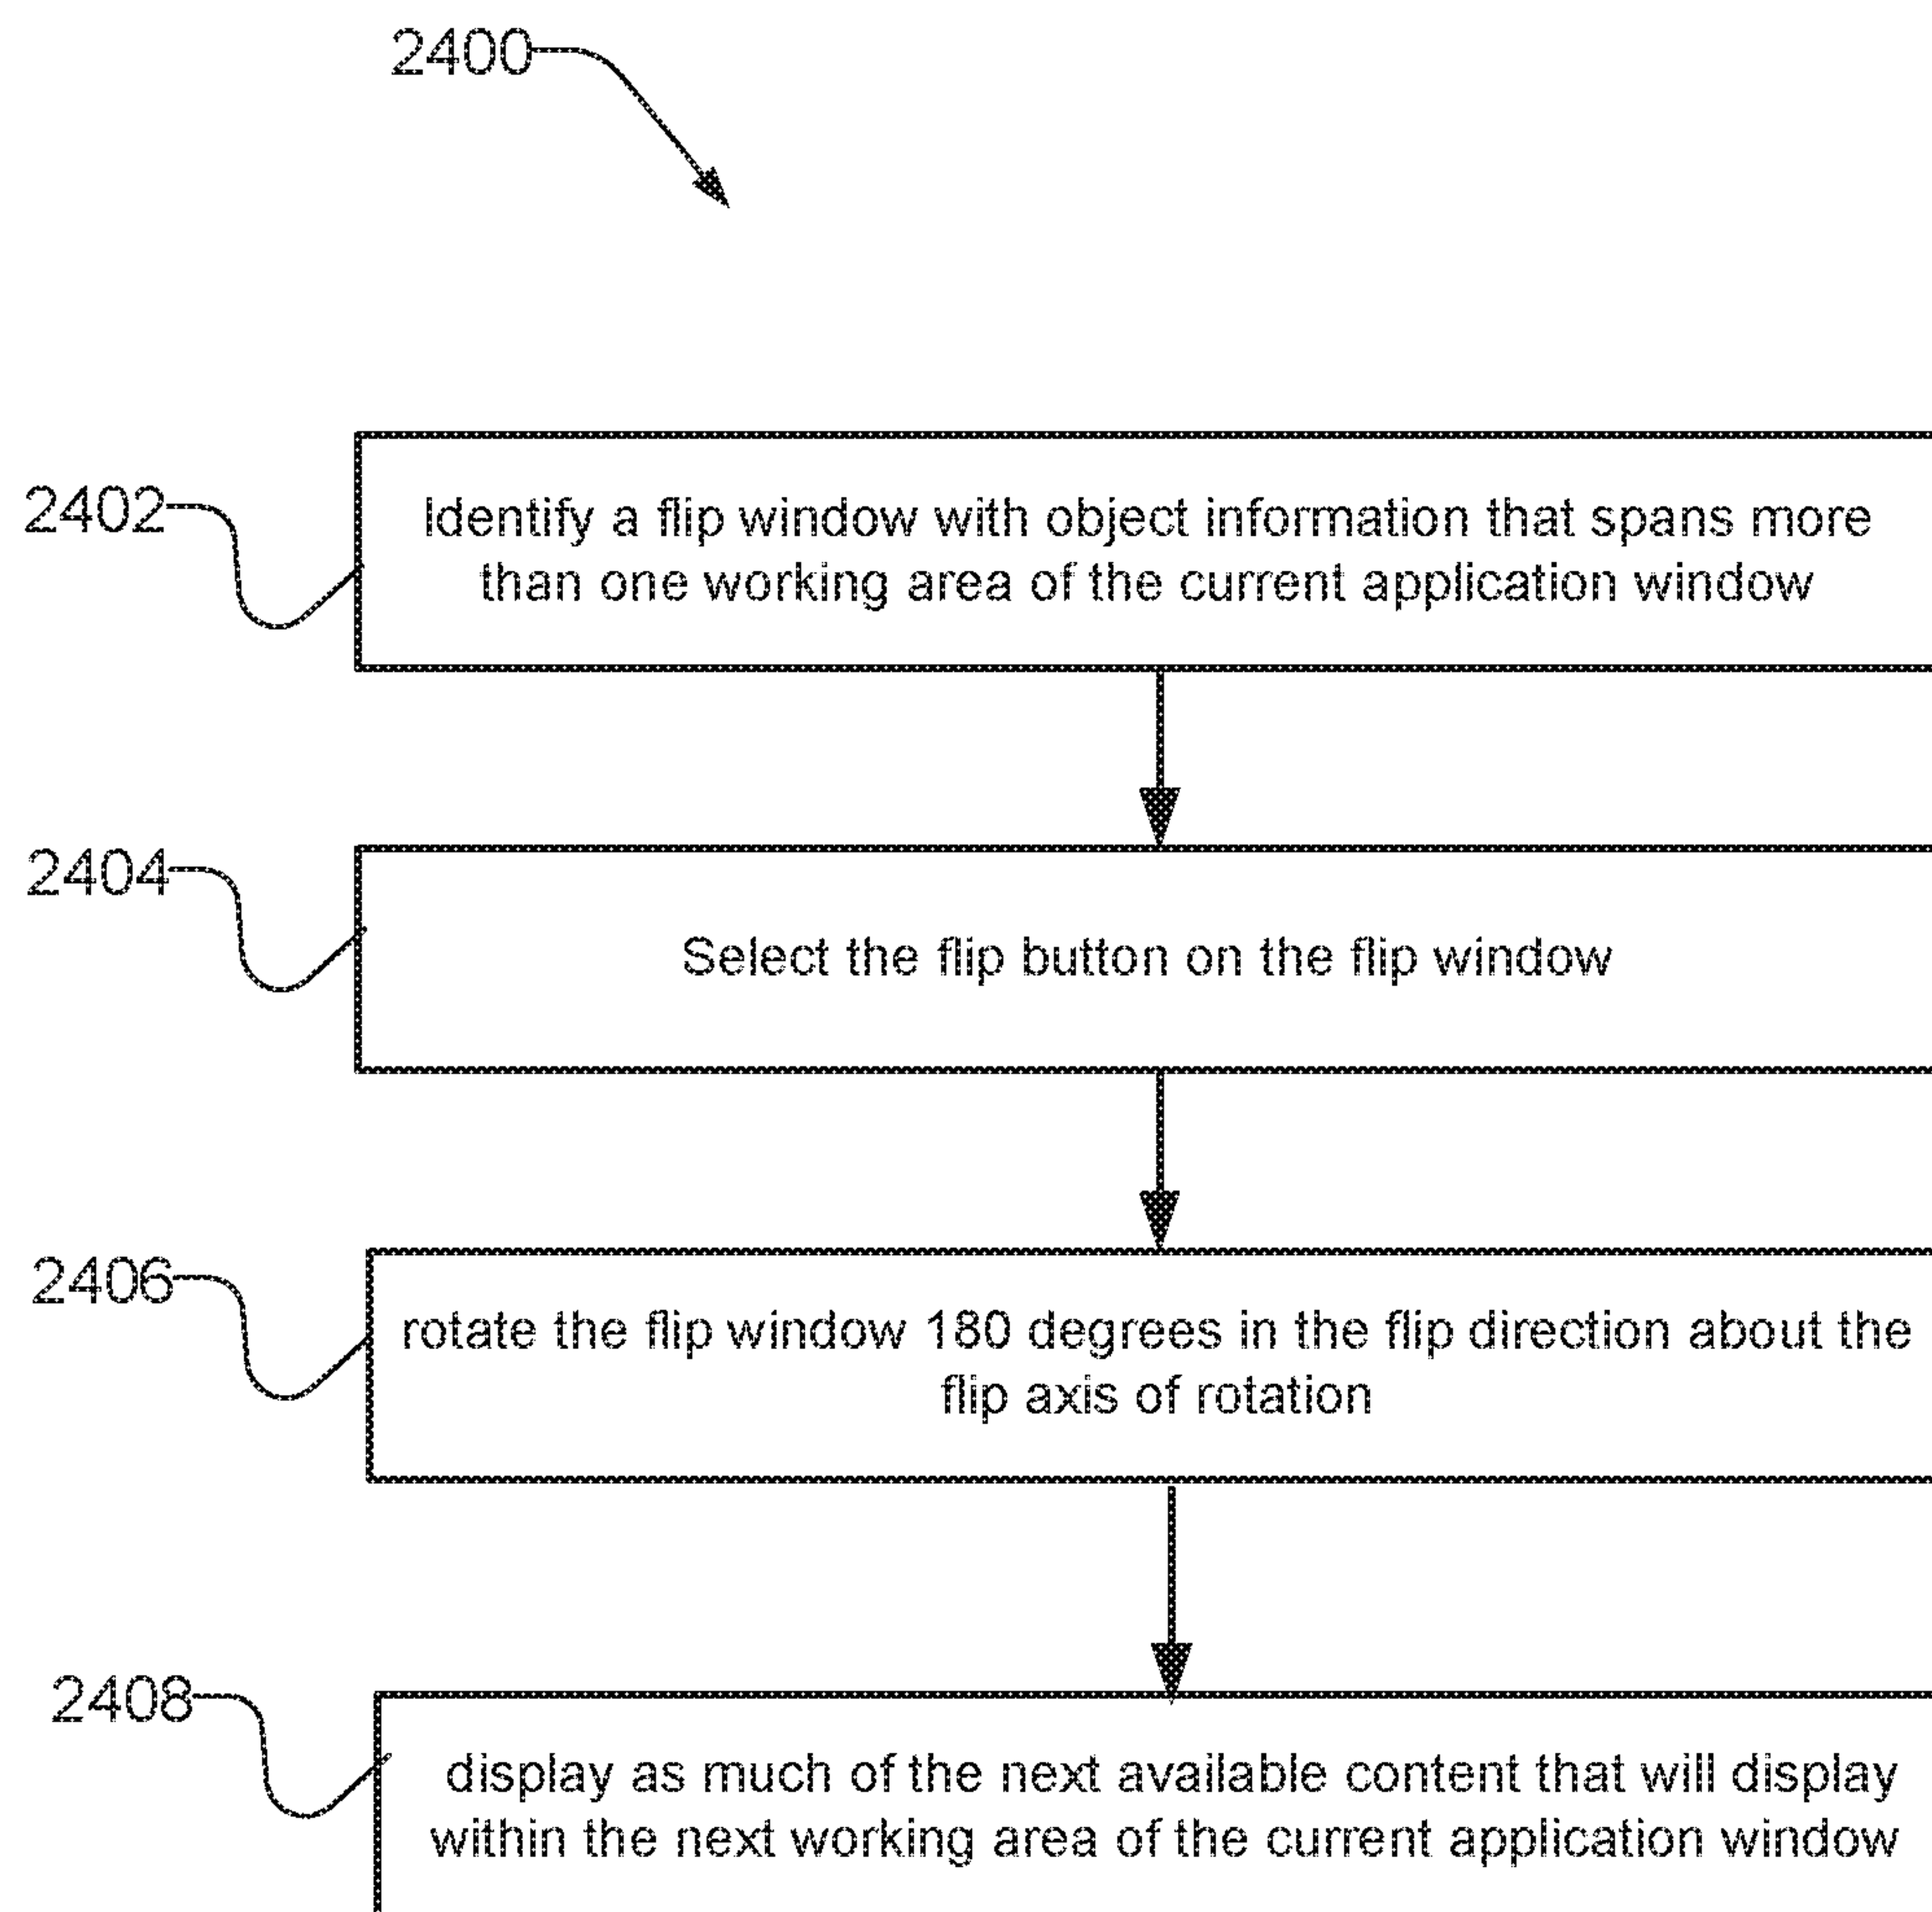 2400
2402
Identify a flip window with object information that spans more
than one working area of the current application window
2404
Select the flip button on the flip window
2406
rotate the flip window 180 degrees in the flip direction about the
flip axis of rotation
2408
display as much of the next available content that will display
within the next working area of the current application window